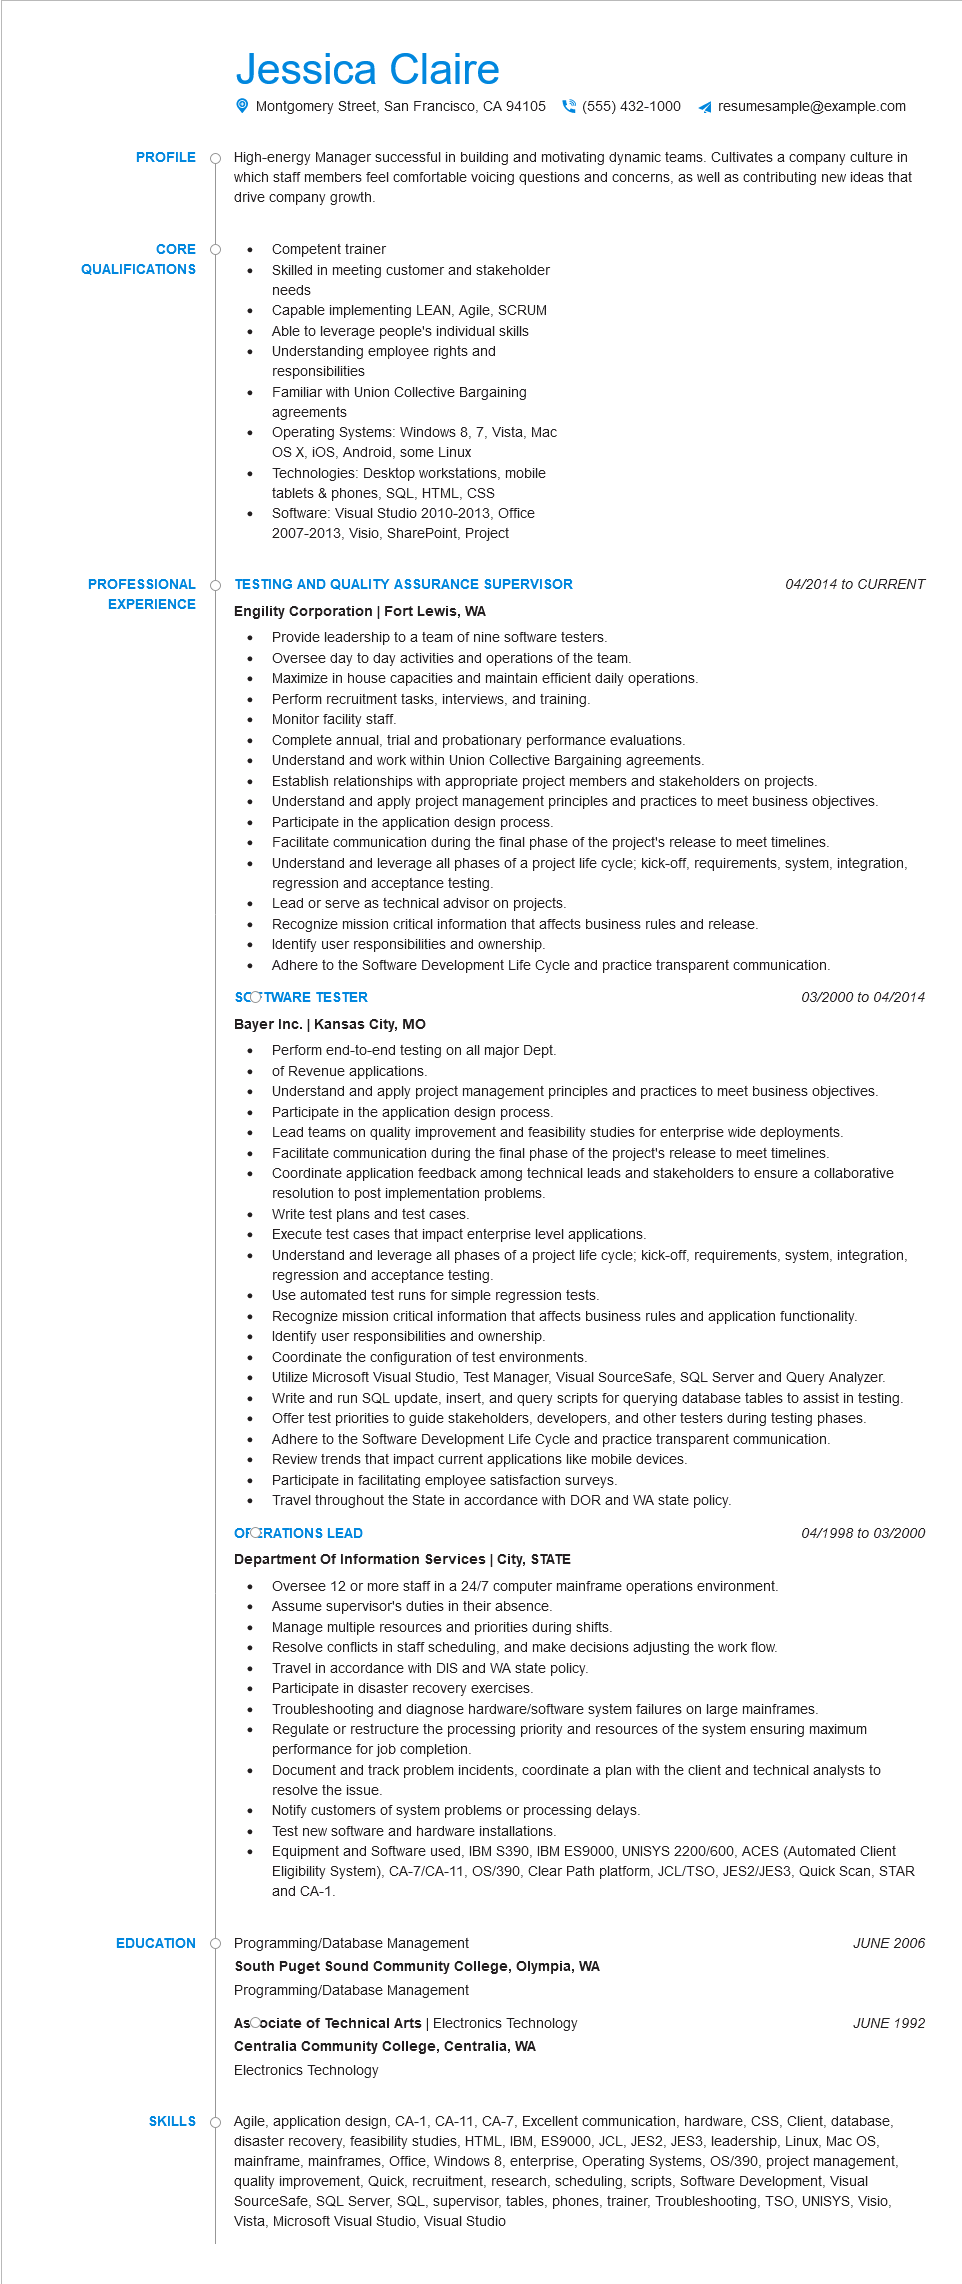 Jessica Claire
Montgomery Street, San Francisco, CA 94105 (555) 432-1000 resumesample@example.com
PROFILE
High-energy Manager successful in building and motivating dynamic teams. Cultivates a company culture in
which staff members feel comfortable voicing questions and concerns, as well as contributing new ideas that
drive company growth.
CORE
QUALIFICATIONS
Competent trainer
Skilled in meeting customer and stakeholder
needs
Capable implementing LEAN, Agile, SCRUM
Able to leverage people's individual skills
Understanding employee rights and
responsibilities
Familiar with Union Collective Bargaining
agreements
Operating Systems: Windows 8, 7, Vista, Mac
OS X, iOS, Android, some Linux
Technologies: Desktop workstations, mobile
tablets & phones, SQL, HTML, CSS
Software: Visual Studio 2010-2013, Office
2007-2013, Visio, SharePoint, Project
PROFESSIONAL
EXPERIENCE
TESTING AND QUALITY ASSURANCE SUPERVISOR 04/2014 to CURRENT
Engility Corporation | Fort Lewis, WA
Provide leadership to a team of nine software testers.
Oversee day to day activities and operations of the team.
Maximize in house capacities and maintain efficient daily operations.
Perform recruitment tasks, interviews, and training.
Monitor facility staff.
Complete annual, trial and probationary performance evaluations.
Understand and work within Union Collective Bargaining agreements.
Establish relationships with appropriate project members and stakeholders on projects.
Understand and apply project management principles and practices to meet business objectives.
Participate in the application design process.
Facilitate communication during the final phase of the project's release to meet timelines.
Understand and leverage all phases of a project life cycle; kick-off, requirements, system, integration,
regression and acceptance testing.
Lead or serve as technical advisor on projects.
Recognize mission critical information that affects business rules and release.
Identify user responsibilities and ownership.
Adhere to the Software Development Life Cycle and practice transparent communication.
SOFTWARE TESTER 03/2000 to 04/2014
Bayer Inc. | Kansas City, MO
Perform end-to-end testing on all major Dept.
of Revenue applications.
Understand and apply project management principles and practices to meet business objectives.
Participate in the application design process.
Lead teams on quality improvement and feasibility studies for enterprise wide deployments.
Facilitate communication during the final phase of the project's release to meet timelines.
Coordinate application feedback among technical leads and stakeholders to ensure a collaborative
resolution to post implementation problems.
Write test plans and test cases.
Execute test cases that impact enterprise level applications.
Understand and leverage all phases of a project life cycle; kick-off, requirements, system, integration,
regression and acceptance testing.
Use automated test runs for simple regression tests.
Recognize mission critical information that affects business rules and application functionality.
Identify user responsibilities and ownership.
Coordinate the configuration of test environments.
Utilize Microsoft Visual Studio, Test Manager, Visual SourceSafe, SQL Server and Query Analyzer.
Write and run SQL update, insert, and query scripts for querying database tables to assist in testing.
Offer test priorities to guide stakeholders, developers, and other testers during testing phases.
Adhere to the Software Development Life Cycle and practice transparent communication.
Review trends that impact current applications like mobile devices.
Participate in facilitating employee satisfaction surveys.
Travel throughout the State in accordance with DOR and WA state policy.
OPERATIONS LEAD 04/1998 to 03/2000
Department Of Information Services | City, STATE
Oversee 12 or more staff in a 24/7 computer mainframe operations environment.
Assume supervisor's duties in their absence.
Manage multiple resources and priorities during shifts.
Resolve conflicts in staff scheduling, and make decisions adjusting the work flow.
Travel in accordance with DIS and WA state policy.
Participate in disaster recovery exercises.
Troubleshooting and diagnose hardware/software system failures on large mainframes.
Regulate or restructure the processing priority and resources of the system ensuring maximum
performance for job completion.
Document and track problem incidents, coordinate a plan with the client and technical analysts to
resolve the issue.
Notify customers of system problems or processing delays.
Test new software and hardware installations.
Equipment and Software used, IBM S390, IBM ES9000, UNISYS 2200/600, ACES (Automated Client
Eligibility System), CA-7/CA-11, OS/390, Clear Path platform, JCL/TSO, JES2/JES3, Quick Scan, STAR
and CA-1.
EDUCATION
Programming/Database Management JUNE 2006
South Puget Sound Community College, Olympia, WA
Programming/Database Management
Associate of Technical Arts | Electronics Technology JUNE 1992
Centralia Community College, Centralia, WA
Electronics Technology
SKILLS
Agile, application design, CA-1, CA-11, CA-7, Excellent communication, hardware, CSS, Client, database,
disaster recovery, feasibility studies, HTML, IBM, ES9000, JCL, JES2, JES3, leadership, Linux, Mac OS,
mainframe, mainframes, Office, Windows 8, enterprise, Operating Systems, OS/390, project management,
quality improvement, Quick, recruitment, research, scheduling, scripts, Software Development, Visual
SourceSafe, SQL Server, SQL, supervisor, tables, phones, trainer, Troubleshooting, TSO, UNISYS, Visio,
Vista, Microsoft Visual Studio, Visual Studio